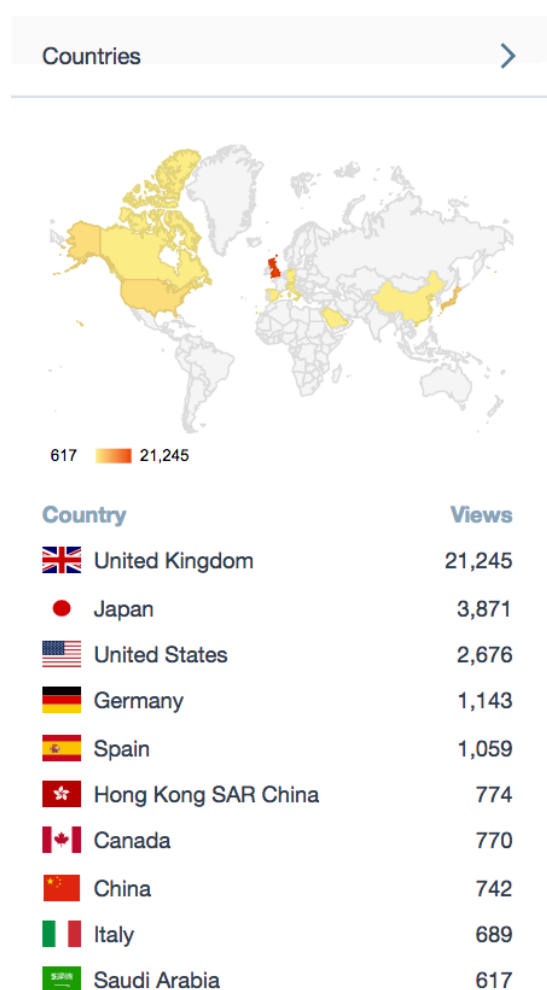 Countries
617 21,245
Country Views
United Kingdom 21,245
Japan 3,871
United States 2,676
Germany 1,143
Spain 1,059
Hong Kong SAR China 774
Canada 770
China 742
Italy 689
Saudi Arabia 617